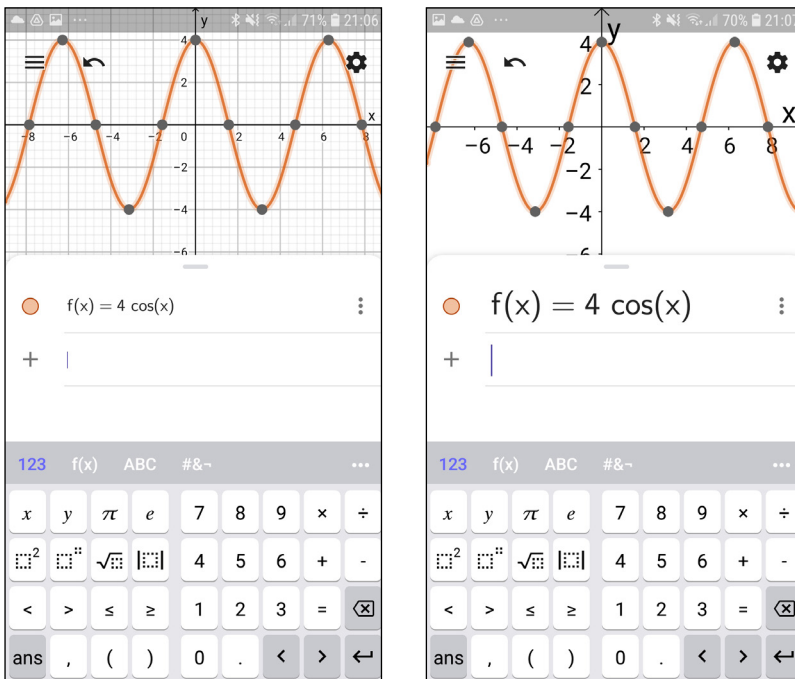 71% 21:06
y
4
2
x
-8 -6 -4 -2 0 2 4 6 8
-2
-4
-6
f(x) = 4 cos(x)
+
123 f(x) ABC #&¬ •••
x y π e 7 8 9 × ÷
4 5 6 + -
< > ≤ ≥ 1 2 3 =
ans , ( ) 0 . < >
70% 21:07
y
4
2
x
-6 -4 -2 2 4 6 8
-2
-4
-6
f(x) = 4 cos(x)
+
123 f(x) ABC #&¬ •••
x y π e 7 8 9 × ÷
4 5 6 + -
< > ≤ ≥ 1 2 3 =
ans , ( ) 0 . < >